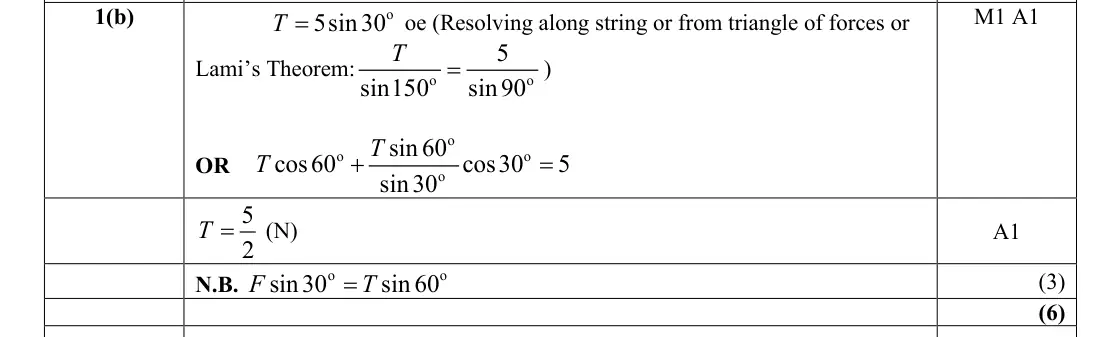 1(b) T = 5 sin 30° oe (Resolving along string or from triangle of forces or M1 A1
Lami's Theorem: T / sin 150° = 5 / sin 90° )
OR T cos 60° + (T sin 60° / sin 30°) cos 30° = 5
T = 5/2 (N) A1
N.B. F sin 30° = T sin 60° (3)
(6)